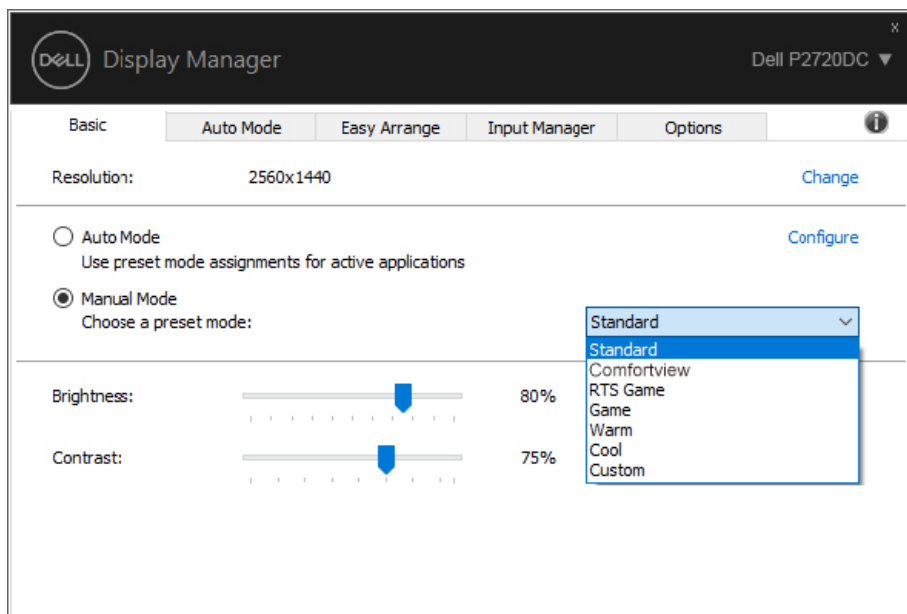 x
DELL Display Manager Dell P2720DC ▼
Basic Auto Mode Easy Arrange Input Manager Options i
Resolution: 2560x1440 Change
Auto Mode Configure
Use preset mode assignments for active applications
Manual Mode
Choose a preset mode: Standard
Standard
Comfortview
RTS Game
Game
Warm
Cool
Custom
Brightness: 80%
Contrast: 75%